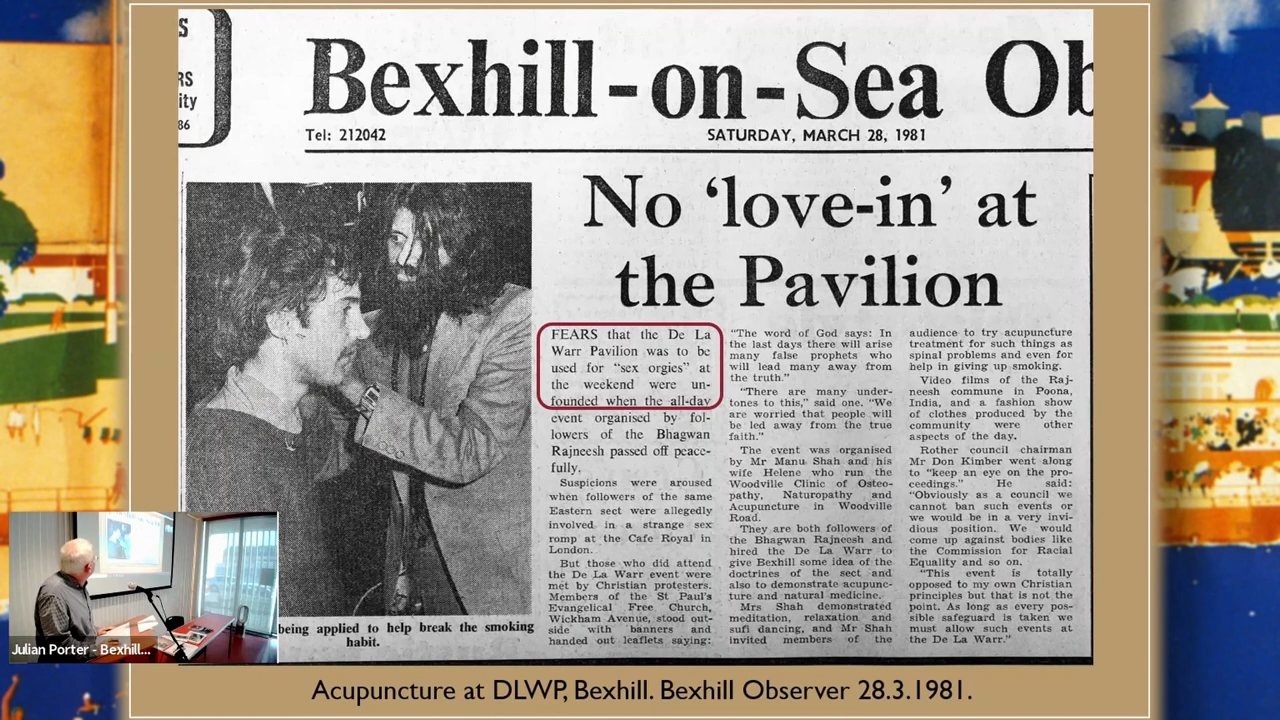 S
RS
ity
86
Bexhill-on-Sea Ob
Tel: 212042
SATURDAY, MARCH 28, 1981
No ‘love-in’ at
the Pavilion
FEARS that the De La
Warr Pavilion was to be
used for “sex orgies” at
the weekend were un-
founded when the all-day
event organised by fol-
lowers of the Bhagwan
Rajneesh passed off peace-
fully.
Suspicions were aroused
when followers of the same
Eastern sect were allegedly
involved in a strange sex
romp at the Cafe Royal in
London.
But those who did attend
the De La Warr event were
met by Christian protesters.
Members of the St Paul's
Evangelical Free Church,
Wickham Avenue, stood out-
side with banners and
handed out leaflets saying:
“The word of God says: In
the last days there will arise
many false prophets who
will lead many away from
the truth.”
“There are many under-
tones to this,” said one. “We
are worried that people will
be led away from the true
faith.”
The event was organised
by Mr Manu Shah and his
wife Helene who run the
Woodville Clinic of Osteo-
pathy, Naturopathy and
Acupuncture in Woodville
Road.
They are both followers of
the Bhagwan Rajneesh and
hired the De La Warr to
give Bexhill some idea of the
doctrines of the sect and
also to demonstrate acupunc-
ture and natural medicine.
Mrs Shah demonstrated
meditation, relaxation and
sufi dancing, and Mr Shah
invited members of the
audience to try acupuncture
treatment for such things as
spinal problems and even for
help in giving up smoking.
Video films of the Raj-
neesh commune in Poona,
India, and a fashion show
of clothes produced by the
community were other
aspects of the day.
Rother council chairman
Mr Don Kimber went along
to “keep an eye on the pro-
ceedings.” He said:
“Obviously as a council we
cannot ban such events or
we would be in a very invi-
dious position. We would
come up against bodies like
the Commission for Racial
Equality and so on.
“This event is totally
opposed to my own Christian
principles but that is not the
point. As long as every pos-
sible safeguard is taken we
must allow such events at
the De La Warr.”
being applied to help break the smoking
habit.
Julian Porter - Bexhill...
Acupuncture at DLWP, Bexhill. Bexhill Observer 28.3.1981.